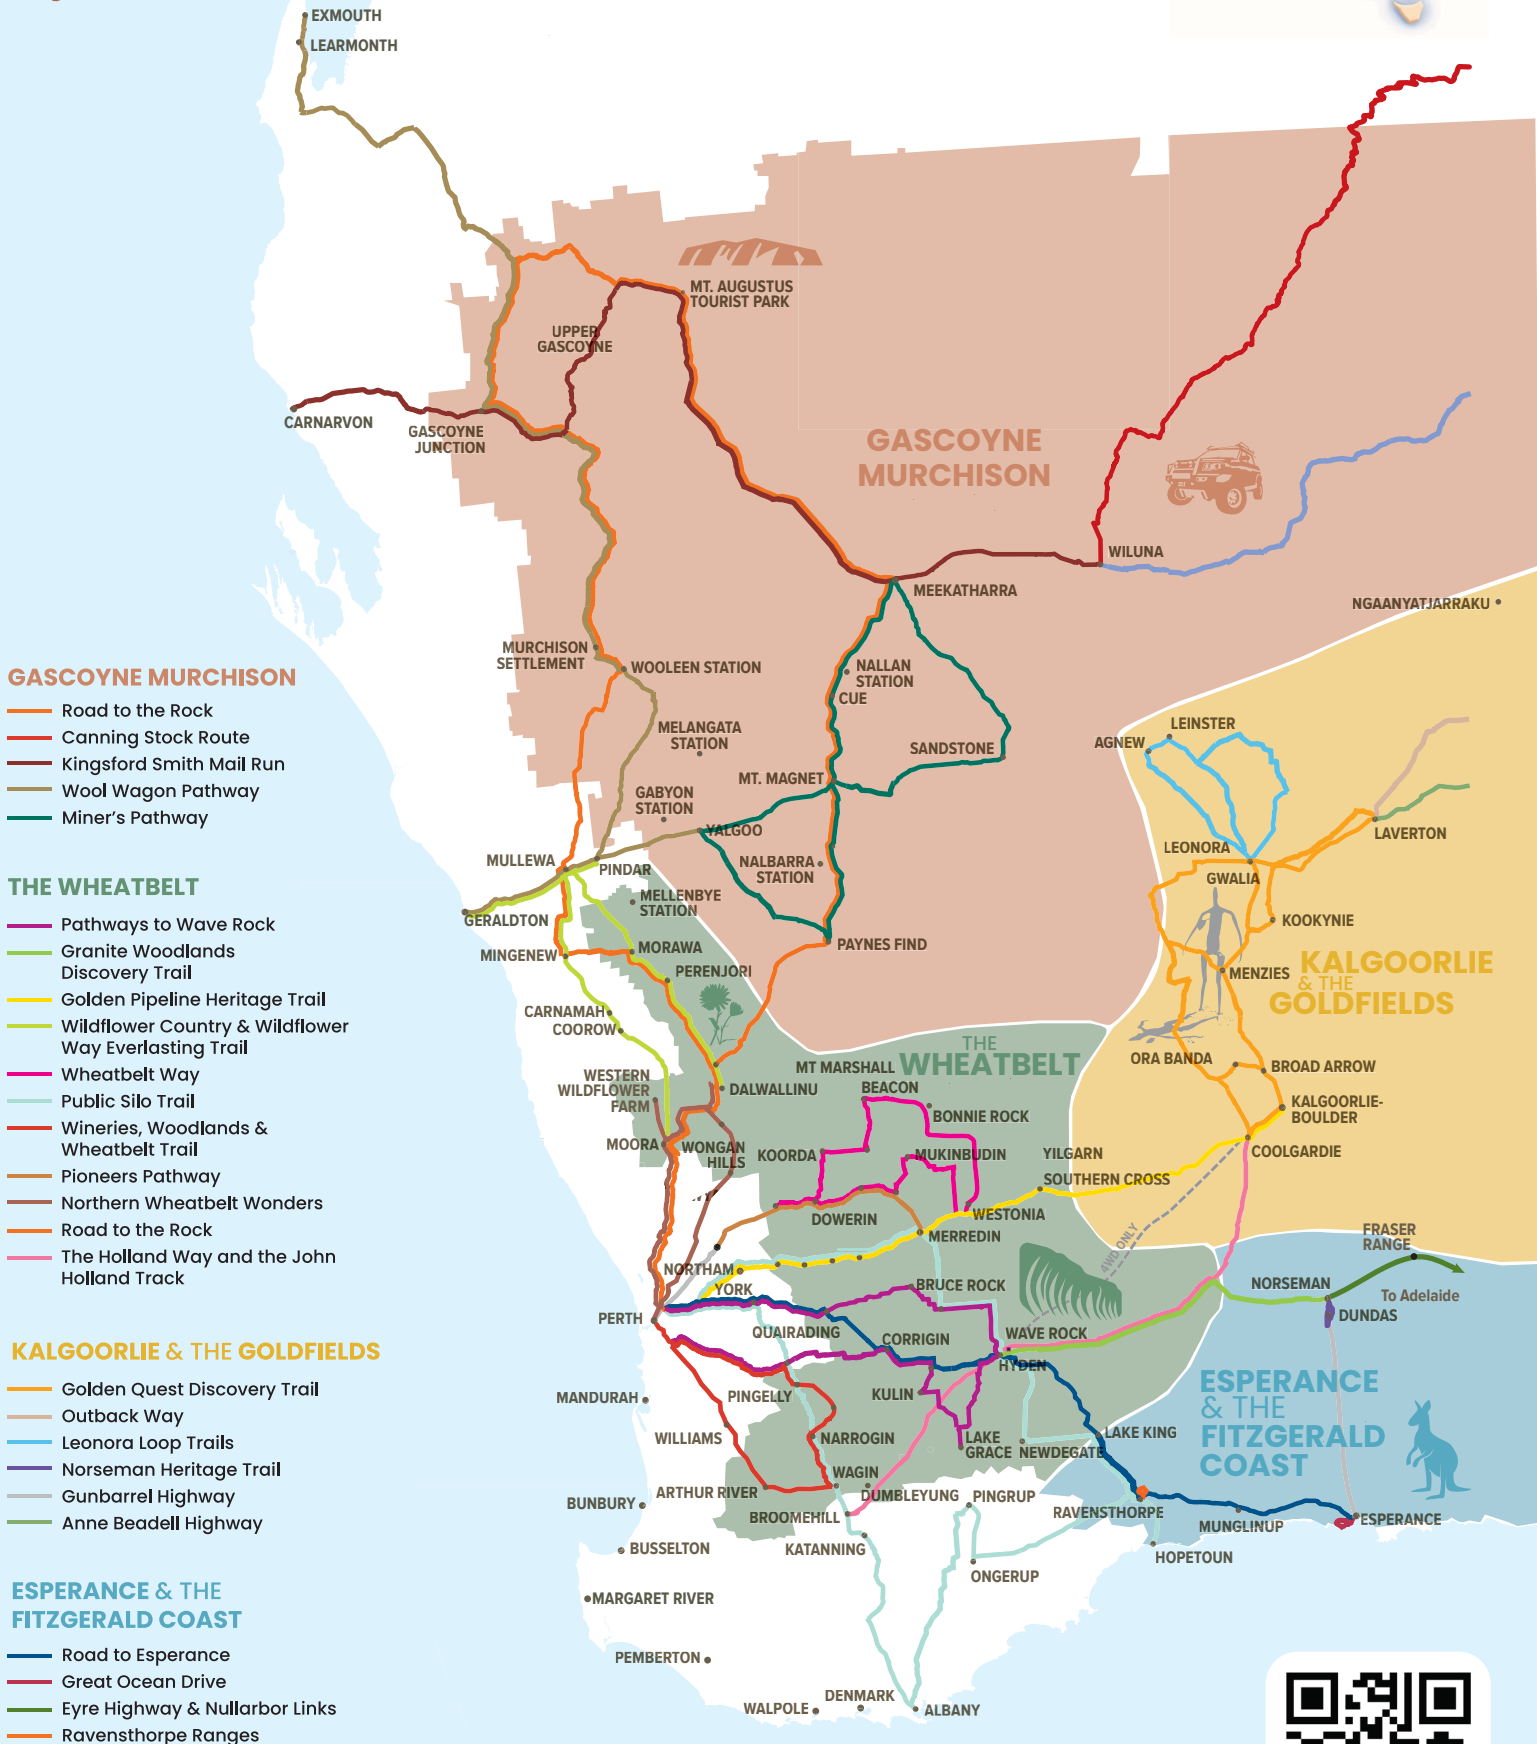 EXMOUTH
LEARMONTH
MT. AUGUSTUS
TOURIST PARK
UPPER
GASCOYNE
CARNARVON
GASCOYNE
JUNCTION
GASCOYNE
MURCHISON
WILUNA
MEEKATHARRA
NGAANYATJARRAKU
MURCHISON
SETTLEMENT
WOOLEEN STATION
NALLAN
STATION
CUE
MELANGATA
STATION
SANDSTONE
MT. MAGNET
GABYON
STATION
YALGOO
NALBARRA
STATION
MULLEWA
PINDAR
MELLENBYE
STATION
GERALDTON
MINGENEW
MORAWA
PAYNES FIND
PERENJORI
CARNAMAH
COOROW
LEINSTER
AGNEW
LAVERTON
LEONORA
GWALIA
KOOKYNIE
MENZIES
KALGOORLIE
& THE
GOLDFIELDS
ORA BANDA
BROAD ARROW
KALGOORLIE-
BOULDER
COOLGARDIE
THE
WHEATBELT
MT MARSHALL
BEACON
BONNIE ROCK
WESTERN
WILDFLOWER
FARM
DALWALLINU
MOORA
WONGAN
HILLS
KOORDA
MUKINBUDIN
YILGARN
SOUTHERN CROSS
DOWERIN
WESTONIA
MERREDIN
4WD ONLY
FRASER
RANGE
NORTHAM
YORK
BRUCE ROCK
NORSEMAN
To Adelaide
DUNDAS
PERTH
QUAIRADING
CORRIGIN
WAVE ROCK
HYDEN
MANDURAH
PINGELLY
KULIN
ESPERANCE
& THE
FITZGERALD
COAST
WILLIAMS
NARROGIN
LAKE
GRACE
NEWDEGATE
LAKE KING
WAGIN
ARTHUR RIVER
DUMBLEYUNG
PINGRUP
BUNBURY
BROOMEHILL
RAVENSTHORPE
MUNGLINUP
ESPERANCE
BUSSELTON
KATANNING
HOPETOUN
ONGERUP
MARGARET RIVER
PEMBERTON
DENMARK
WALPOLE
ALBANY
GASCOYNE MURCHISON
Road to the Rock
Canning Stock Route
Kingsford Smith Mail Run
Wool Wagon Pathway
Miner's Pathway
THE WHEATBELT
Pathways to Wave Rock
Granite Woodlands
Discovery Trail
Golden Pipeline Heritage Trail
Wildflower Country & Wildflower
Way Everlasting Trail
Wheatbelt Way
Public Silo Trail
Wineries, Woodlands &
Wheatbelt Trail
Pioneers Pathway
Northern Wheatbelt Wonders
Road to the Rock
The Holland Way and the John
Holland Track
KALGOORLIE & THE GOLDFIELDS
Golden Quest Discovery Trail
Outback Way
Leonora Loop Trails
Norseman Heritage Trail
Gunbarrel Highway
Anne Beadell Highway
ESPERANCE & THE
FITZGERALD COAST
Road to Esperance
Great Ocean Drive
Eyre Highway & Nullarbor Links
Ravensthorpe Ranges